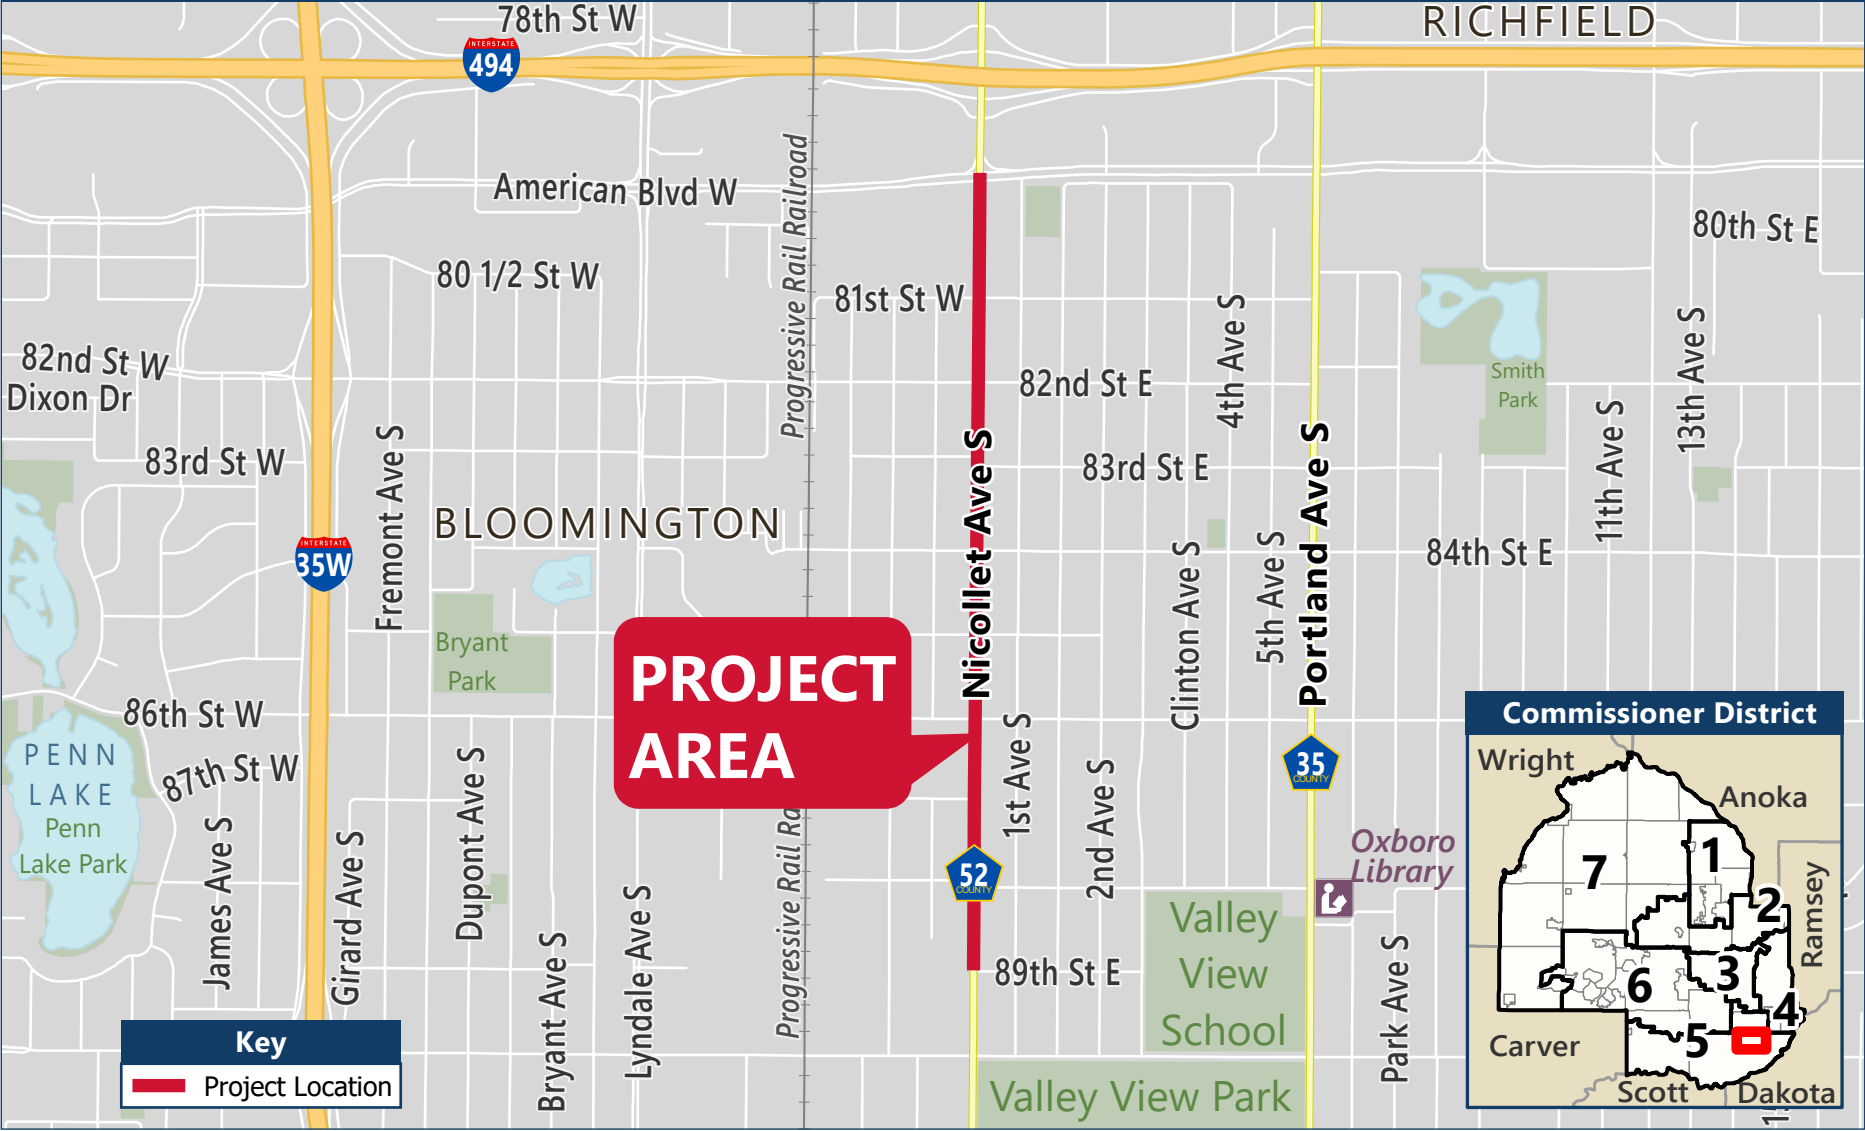 78th St W
RICHFIELD
INTERSTATE
494
American Blvd W
Progressive Rail Railroad
80th St E
80 1/2 St W
81st St W
82nd St W
Dixon Dr
82nd St E
4th Ave S
Smith
Park
13th Ave S
11th Ave S
83rd St W
83rd St E
Fremont Ave S
BLOOMINGTON
Nicollet Ave S
Portland Ave S
84th St E
INTERSTATE
35W
Clinton Ave S
5th Ave S
Bryant
Park
PROJECT
AREA
86th St W
87th St W
PENN
LAKE
Penn
Lake Park
James Ave S
Girard Ave S
Dupont Ave S
Bryant Ave S
Lyndale Ave S
Progressive Rail Ra
1st Ave S
2nd Ave S
35
COUNTY
52
COUNTY
Oxboro
Library
89th St E
Valley
View
School
Valley View Park
Park Ave S
Key
Project Location
Commissioner District
Wright
Anoka
Ramsey
Carver
Scott
Dakota
7
1
2
6
3
4
5